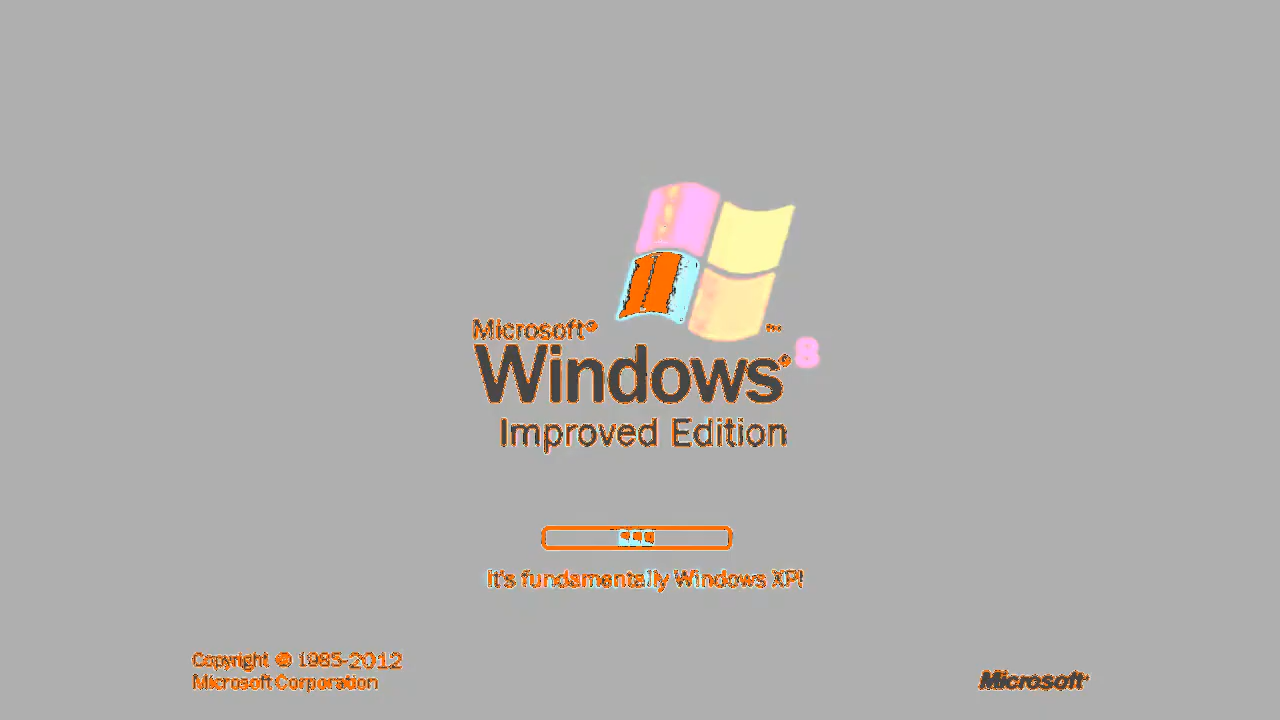 Microsoft®
Windows® 8
Improved Edition
It's fundamentally Windows XP!
Copyright © 1985-2012
Microsoft Corporation
Microsoft®